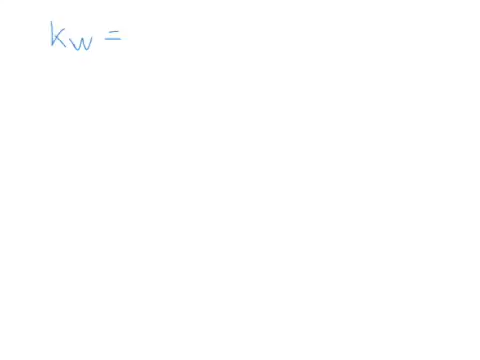 Kw =